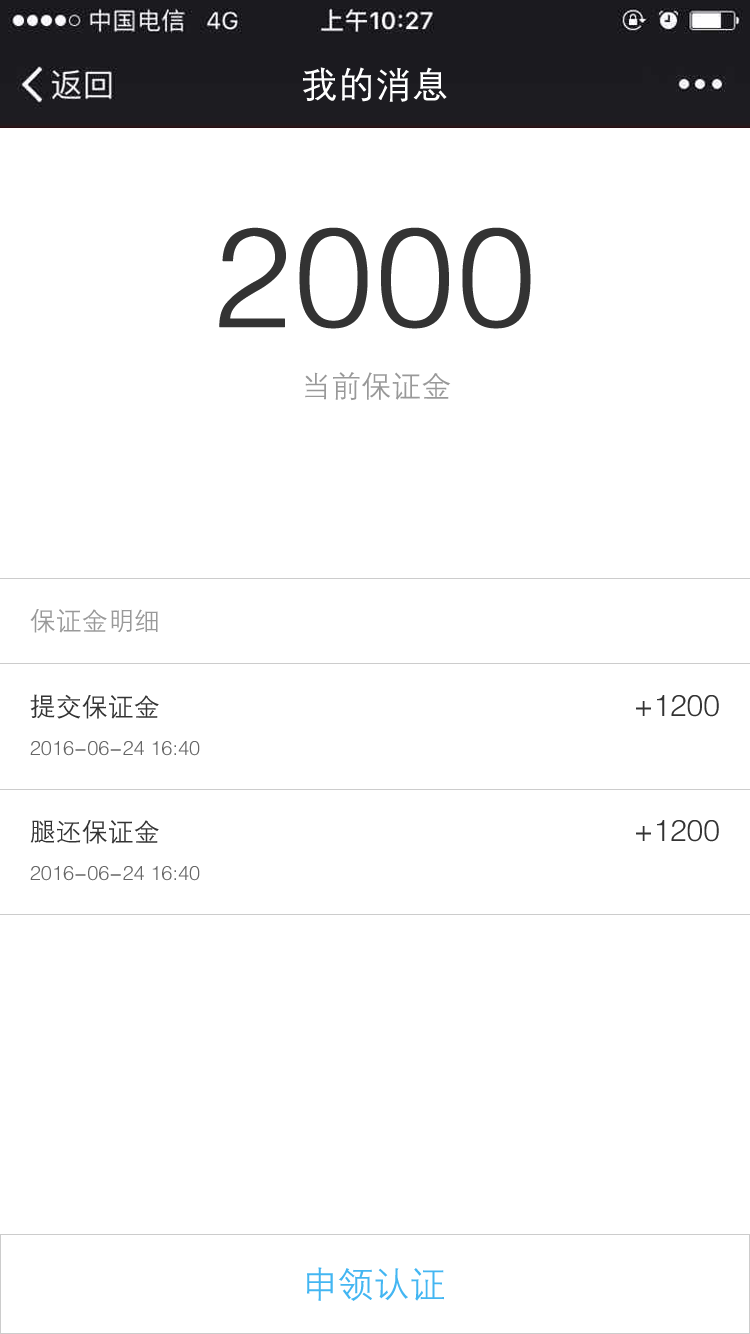 中国电信 4G 上午10:27
返回 我的消息
2000
当前保证金
保证金明细
提交保证金 +1200
2016-06-24 16:40
腿还保证金 +1200
2016-06-24 16:40
申领认证